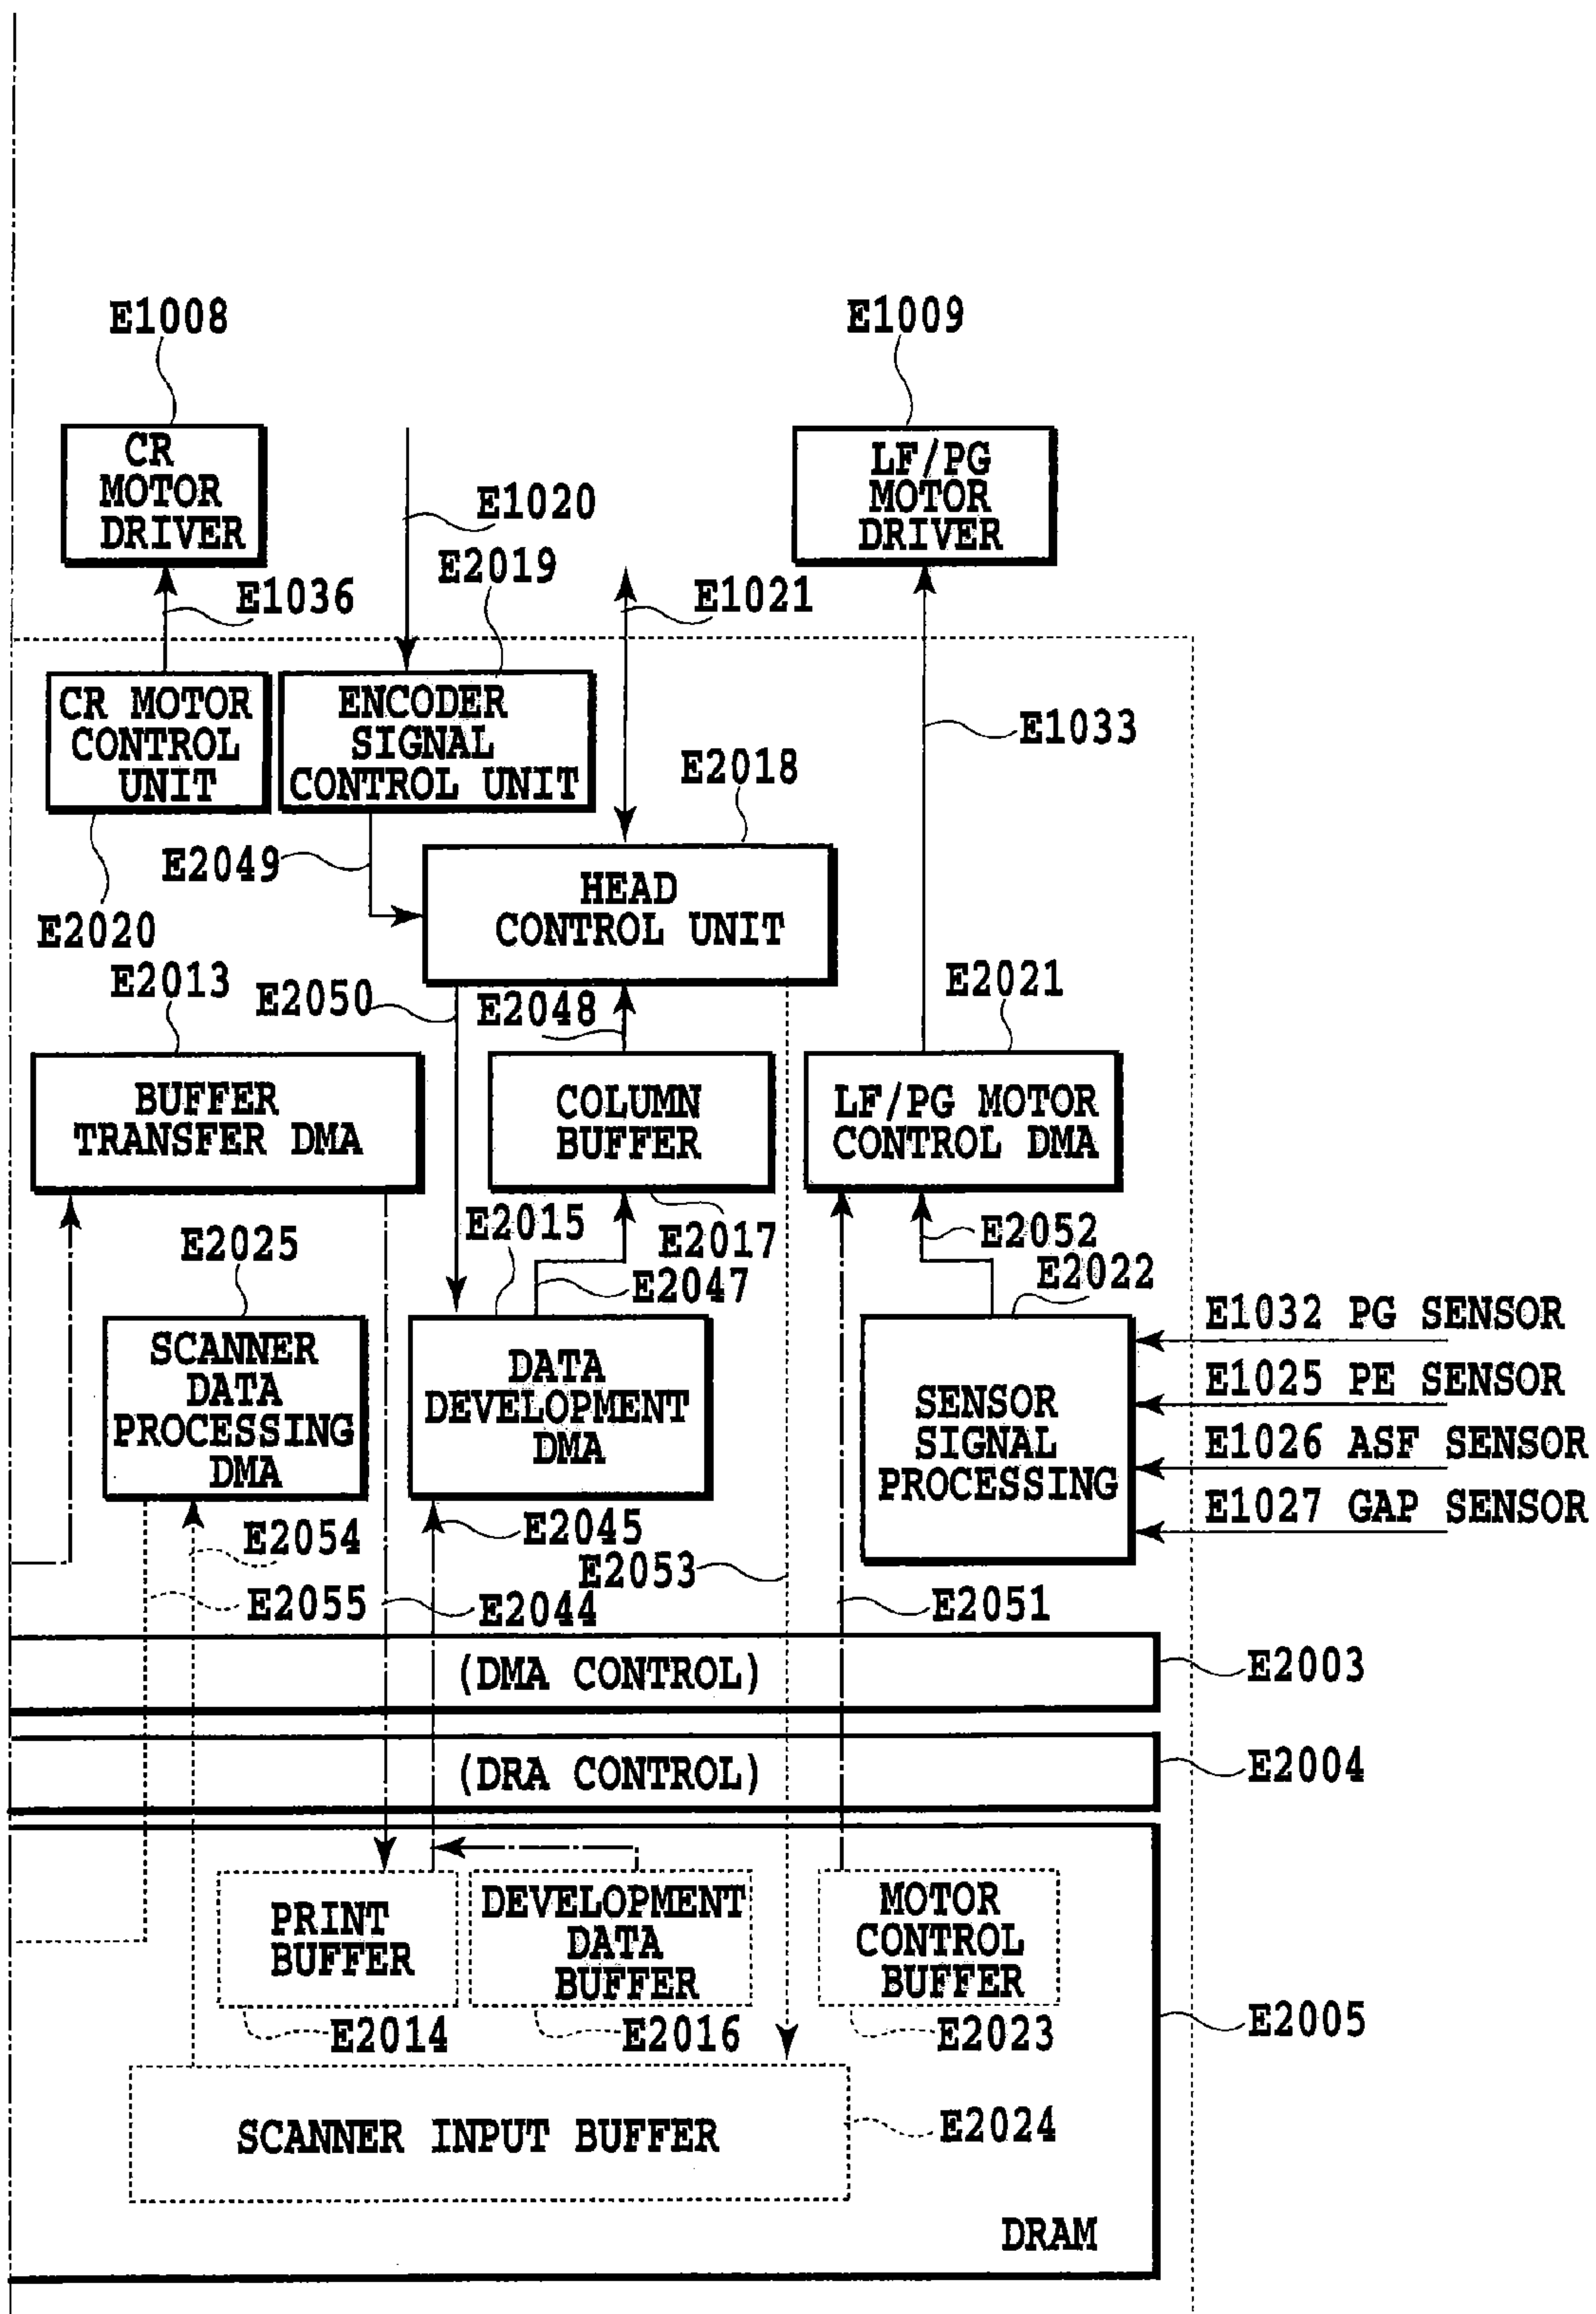 E1008
E1009
CR
MOTOR
DRIVER
LF/PG
MOTOR
DRIVER
E1020
E2019
E1036
E1021
CR MOTOR
CONTROL
UNIT
ENCODER
SIGNAL
CONTROL UNIT
E1033
E2018
E2049
HEAD
CONTROL UNIT
E2020
E2013
E2050
E2048
E2021
BUFFER
TRANSFER DMA
COLUMN
BUFFER
LF/PG MOTOR
CONTROL DMA
E2025
E2015
E2017
E2047
E2052
E2022
SCANNER
DATA
PROCESSING
DMA
DATA
DEVELOPMENT
DMA
SENSOR
SIGNAL
PROCESSING
E1032 PG SENSOR
E1025 PE SENSOR
E1026 ASF SENSOR
E1027 GAP SENSOR
E2054
E2045
E2053
E2055
E2044
E2051
(DMA CONTROL)
E2003
(DRA CONTROL)
E2004
PRINT
BUFFER
DEVELOPMENT
DATA
BUFFER
MOTOR
CONTROL
BUFFER
E2014
E2016
E2023
E2005
SCANNER INPUT BUFFER
E2024
DRAM